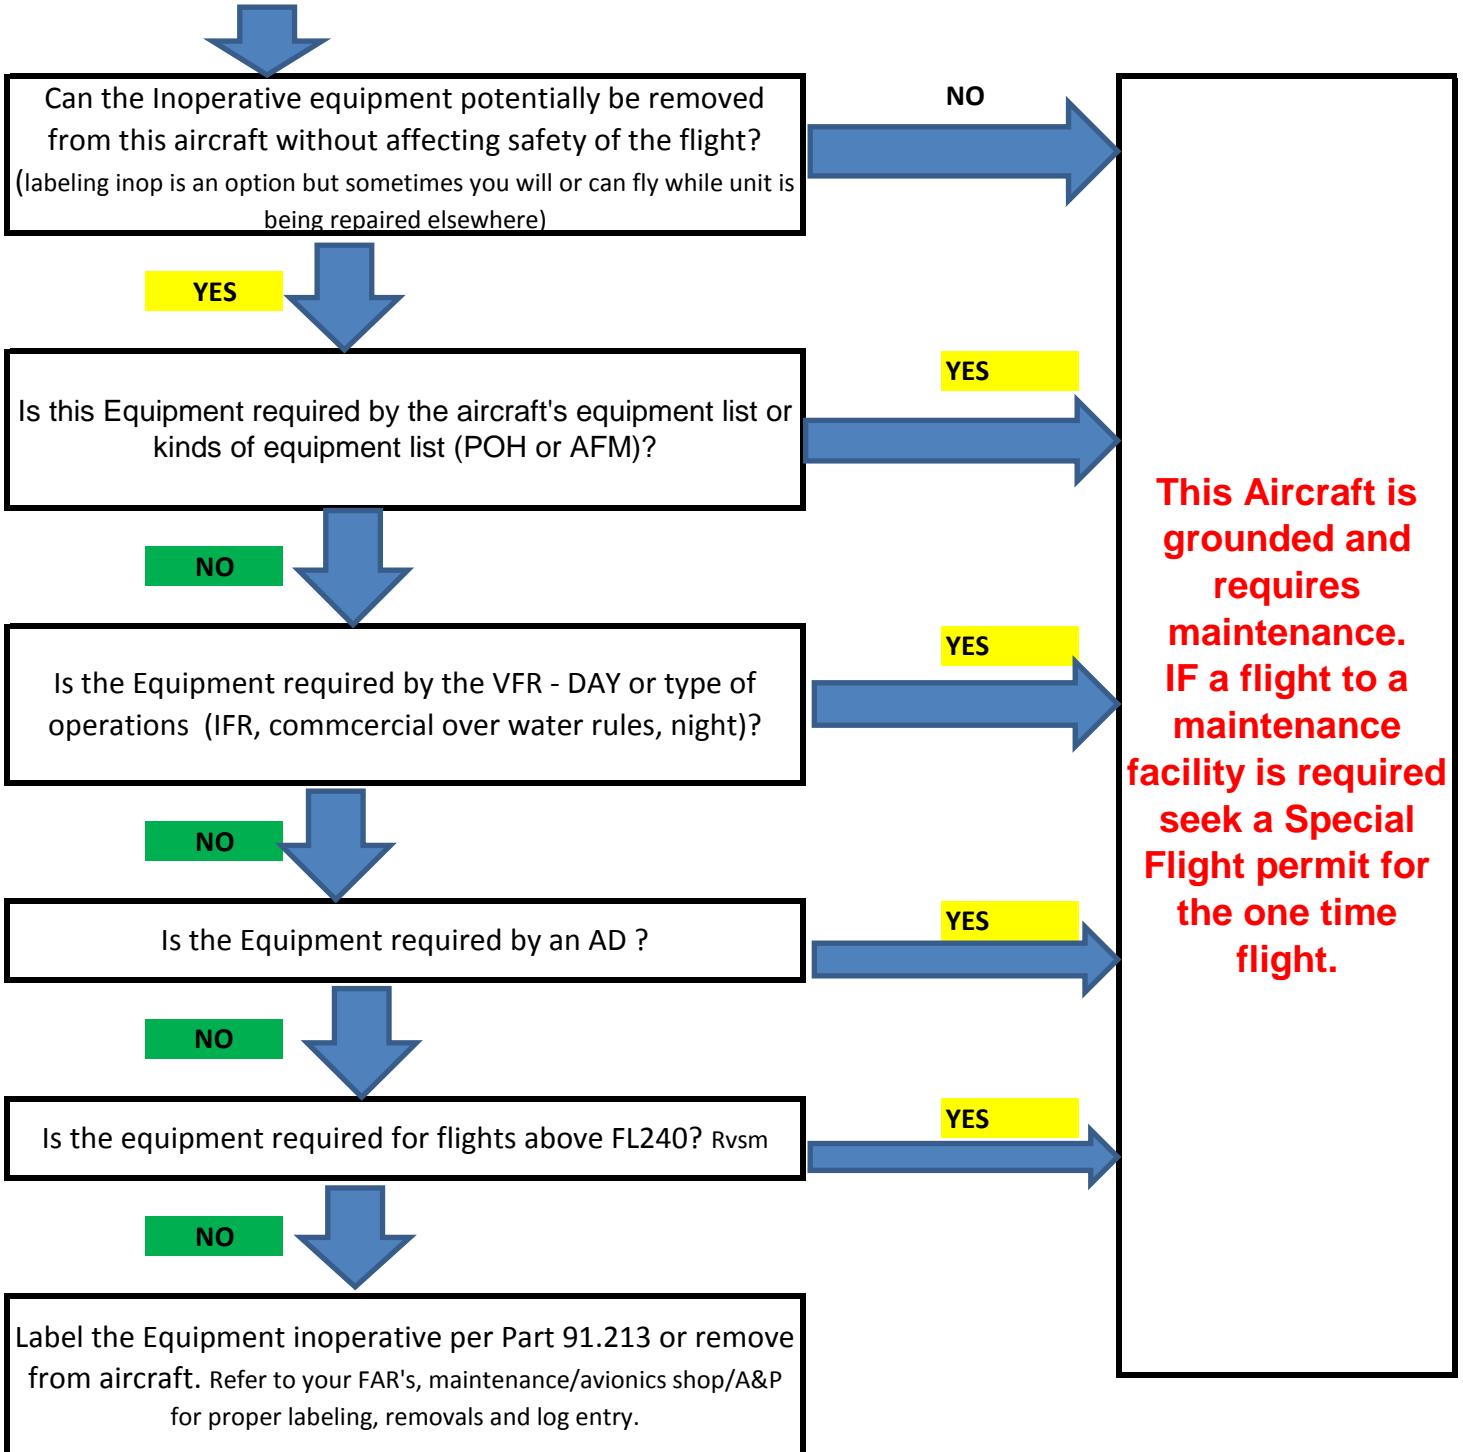 Can the Inoperative equipment potentially be removed
from this aircraft without affecting safety of the flight?
(labeling inop is an option but sometimes you will or can fly while unit is
being repaired elsewhere)
NO
YES
Is this Equipment required by the aircraft's equipment list or
kinds of equipment list (POH or AFM)?
YES
NO
Is the Equipment required by the VFR - DAY or type of
operations (IFR, commcercial over water rules, night)?
YES
NO
Is the Equipment required by an AD ?
YES
NO
Is the equipment required for flights above FL240? Rvsm
YES
NO
Label the Equipment inoperative per Part 91.213 or remove
from aircraft. Refer to your FAR's, maintenance/avionics shop/A&P
for proper labeling, removals and log entry.
This Aircraft is
grounded and
requires
maintenance.
IF a flight to a
maintenance
facility is required
seek a Special
Flight permit for
the one time
flight.